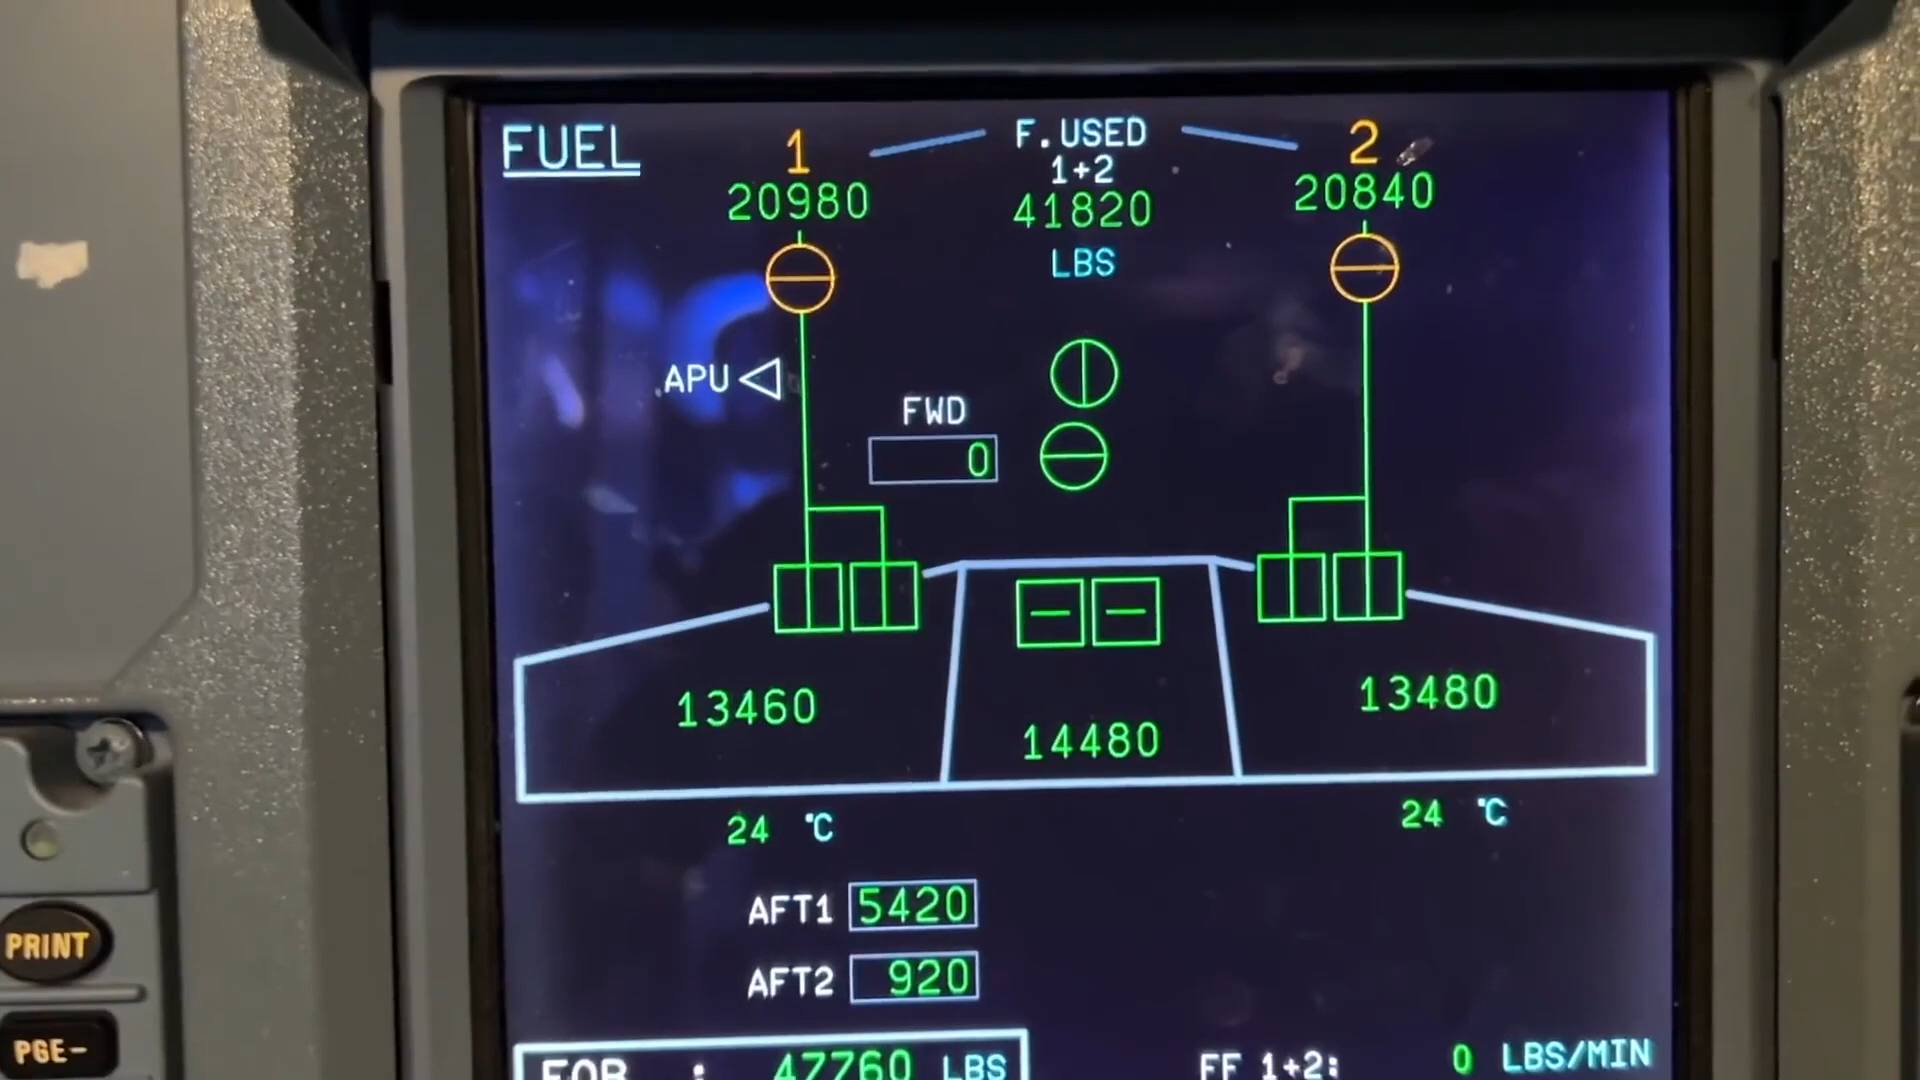 FUEL
1 F.USED 2
1+2
20980 41820 20840
LBS
APU
FWD
0
13460 14480 13480
24 °C 24 °C
AFT1 5420
AFT2 920
FOB : 47760 LBS FF 1+2: 0 LBS/MIN
PRINT
PGE-